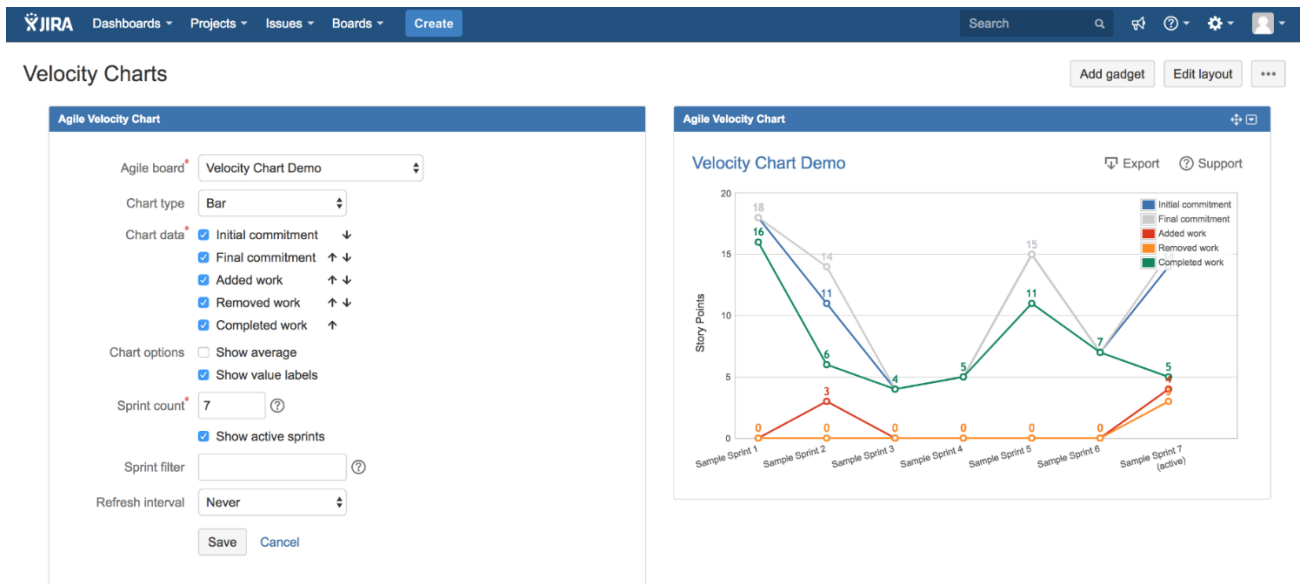 JIRA Dashboards Projects Issues Boards Create Search
Velocity Charts
Add gadget Edit layout
Agile Velocity Chart
Agile board* Velocity Chart Demo
Chart type Bar
Chart data* Initial commitment
Final commitment
Added work
Removed work
Completed work
Chart options Show average
Show value labels
Sprint count* 7
Show active sprints
Sprint filter
Refresh interval Never
Save Cancel
Agile Velocity Chart
Velocity Chart Demo Export Support
Initial commitment
Final commitment
Added work
Removed work
Completed work
Story Points
20
15
10
5
0
18
16
14
11
6
3
4
5
15
11
7
5
4
0 0 0 0 0 0
Sample Sprint 1
Sample Sprint 2
Sample Sprint 3
Sample Sprint 4
Sample Sprint 5
Sample Sprint 6
Sample Sprint 7
(active)